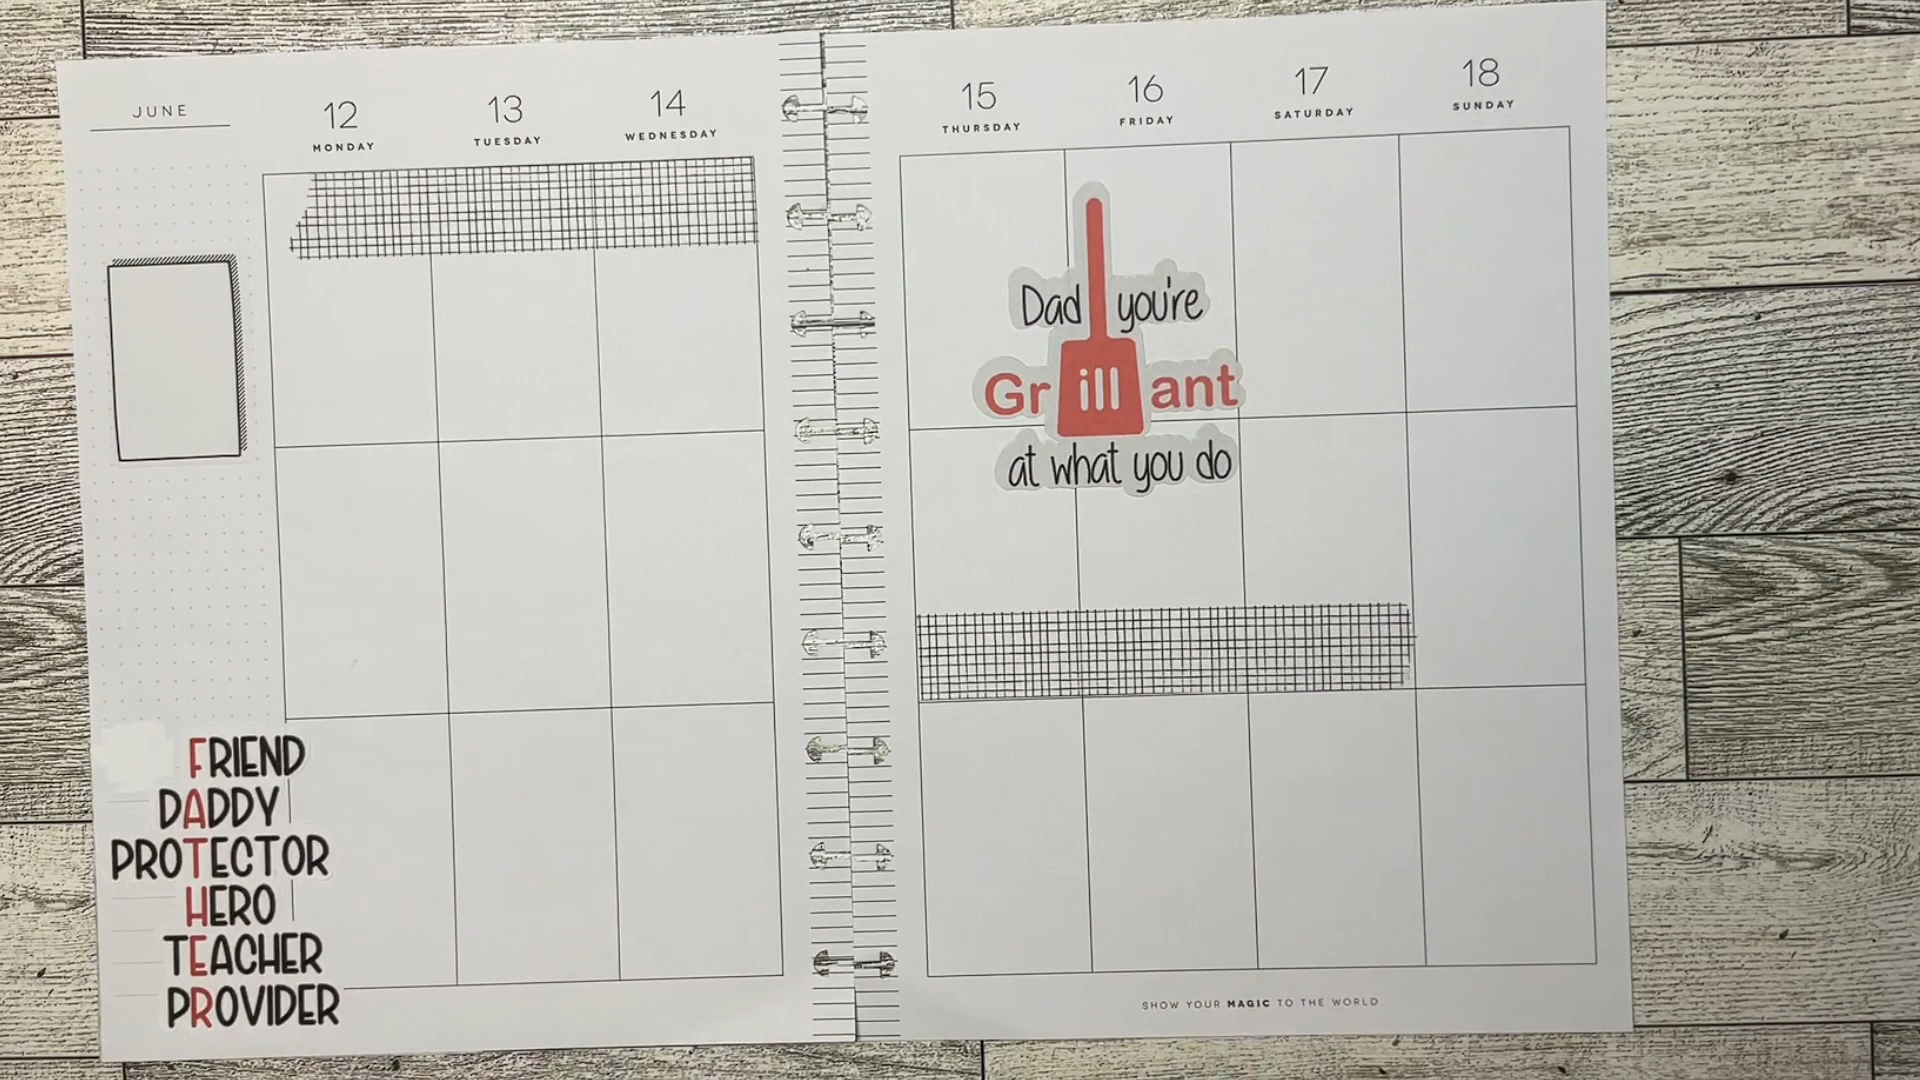 JUNE
12
MONDAY
13
TUESDAY
14
WEDNESDAY
15
THURSDAY
16
FRIDAY
17
SATURDAY
18
SUNDAY
Dad you're
Grillant
at what you do
FRIEND
DADDY
PROTECTOR
HERO
TEACHER
PROVIDER
SHOW YOUR MAGIC TO THE WORLD